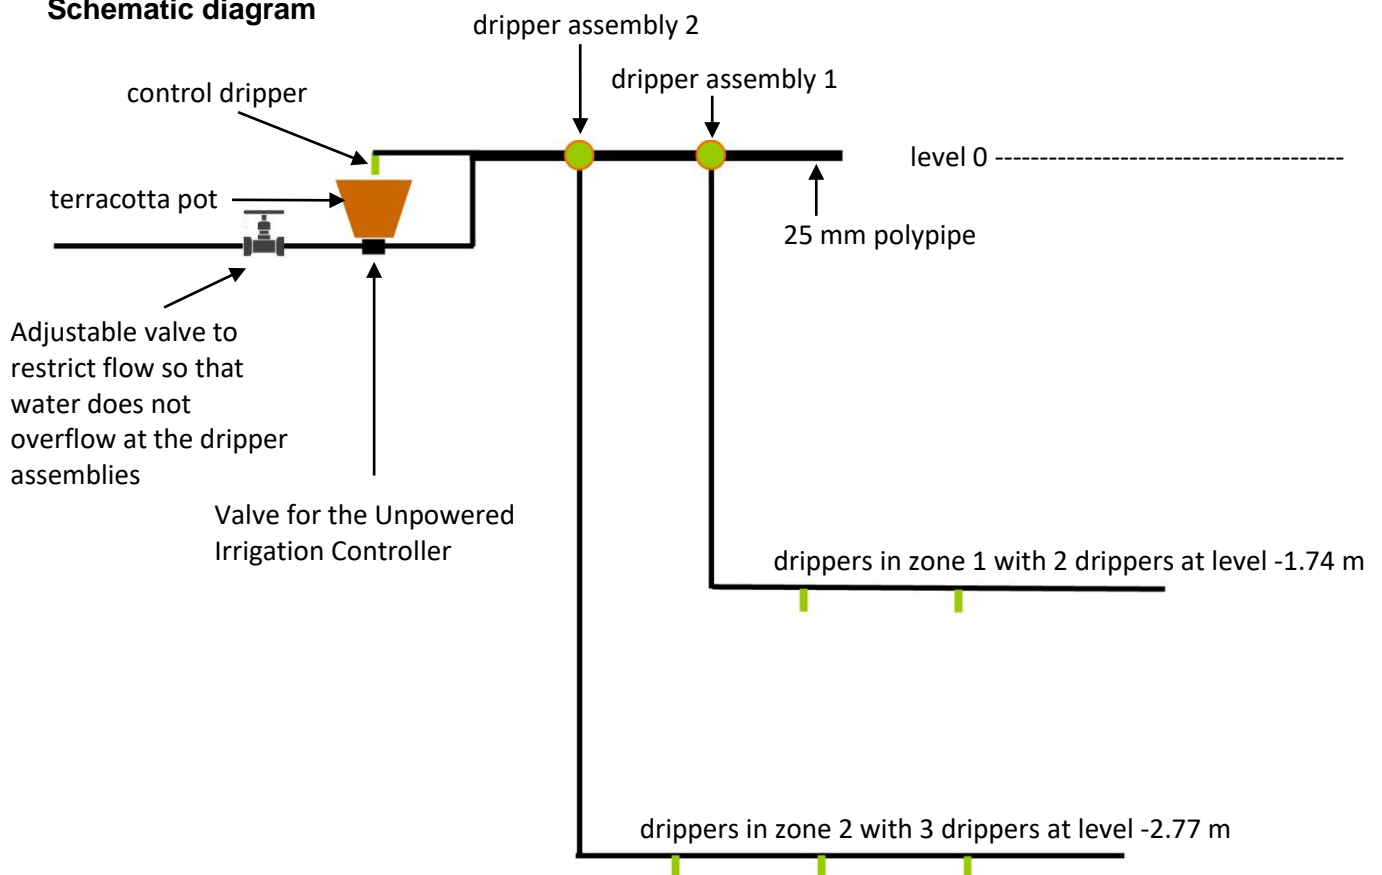 Schematic diagram
dripper assembly 2
dripper assembly 1
control dripper
level 0 ---------------------------------------
terracotta pot
25 mm polypipe
Adjustable valve to
restrict flow so that
water does not
overflow at the dripper
assemblies
Valve for the Unpowered
Irrigation Controller
drippers in zone 1 with 2 drippers at level -1.74 m
drippers in zone 2 with 3 drippers at level -2.77 m